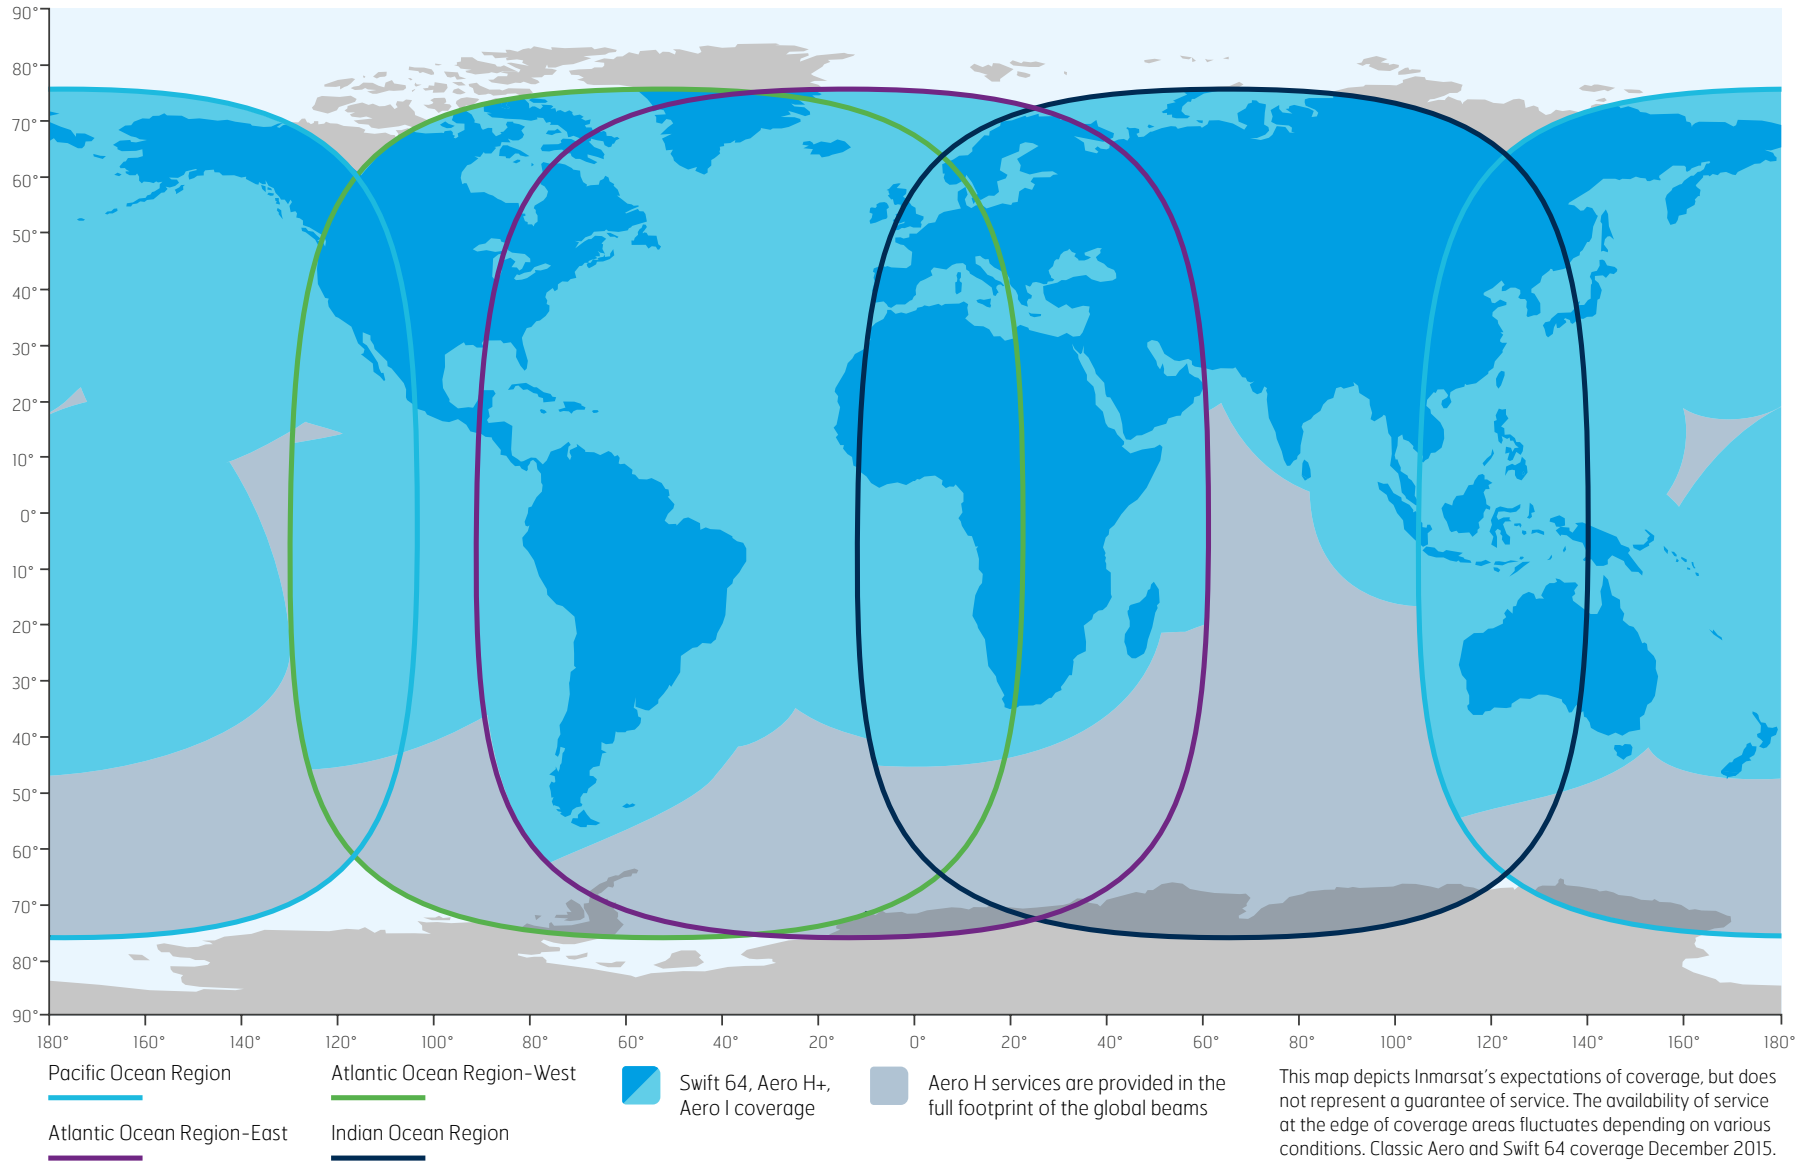 90°
80°
70°
60°
50°
40°
30°
20°
10°
0°
10°
20°
30°
40°
50°
60°
70°
80°
90°
180° 160° 140° 120° 100° 80° 60° 40° 20° 0° 20° 40° 60° 80° 100° 120° 140° 160° 180°
Pacific Ocean Region
Atlantic Ocean Region-West
Atlantic Ocean Region-East
Indian Ocean Region
Swift 64, Aero H+,
Aero I coverage
Aero H services are provided in the
full footprint of the global beams
This map depicts Inmarsat's expectations of coverage, but does
not represent a guarantee of service. The availability of service
at the edge of coverage areas fluctuates depending on various
conditions. Classic Aero and Swift 64 coverage December 2015.